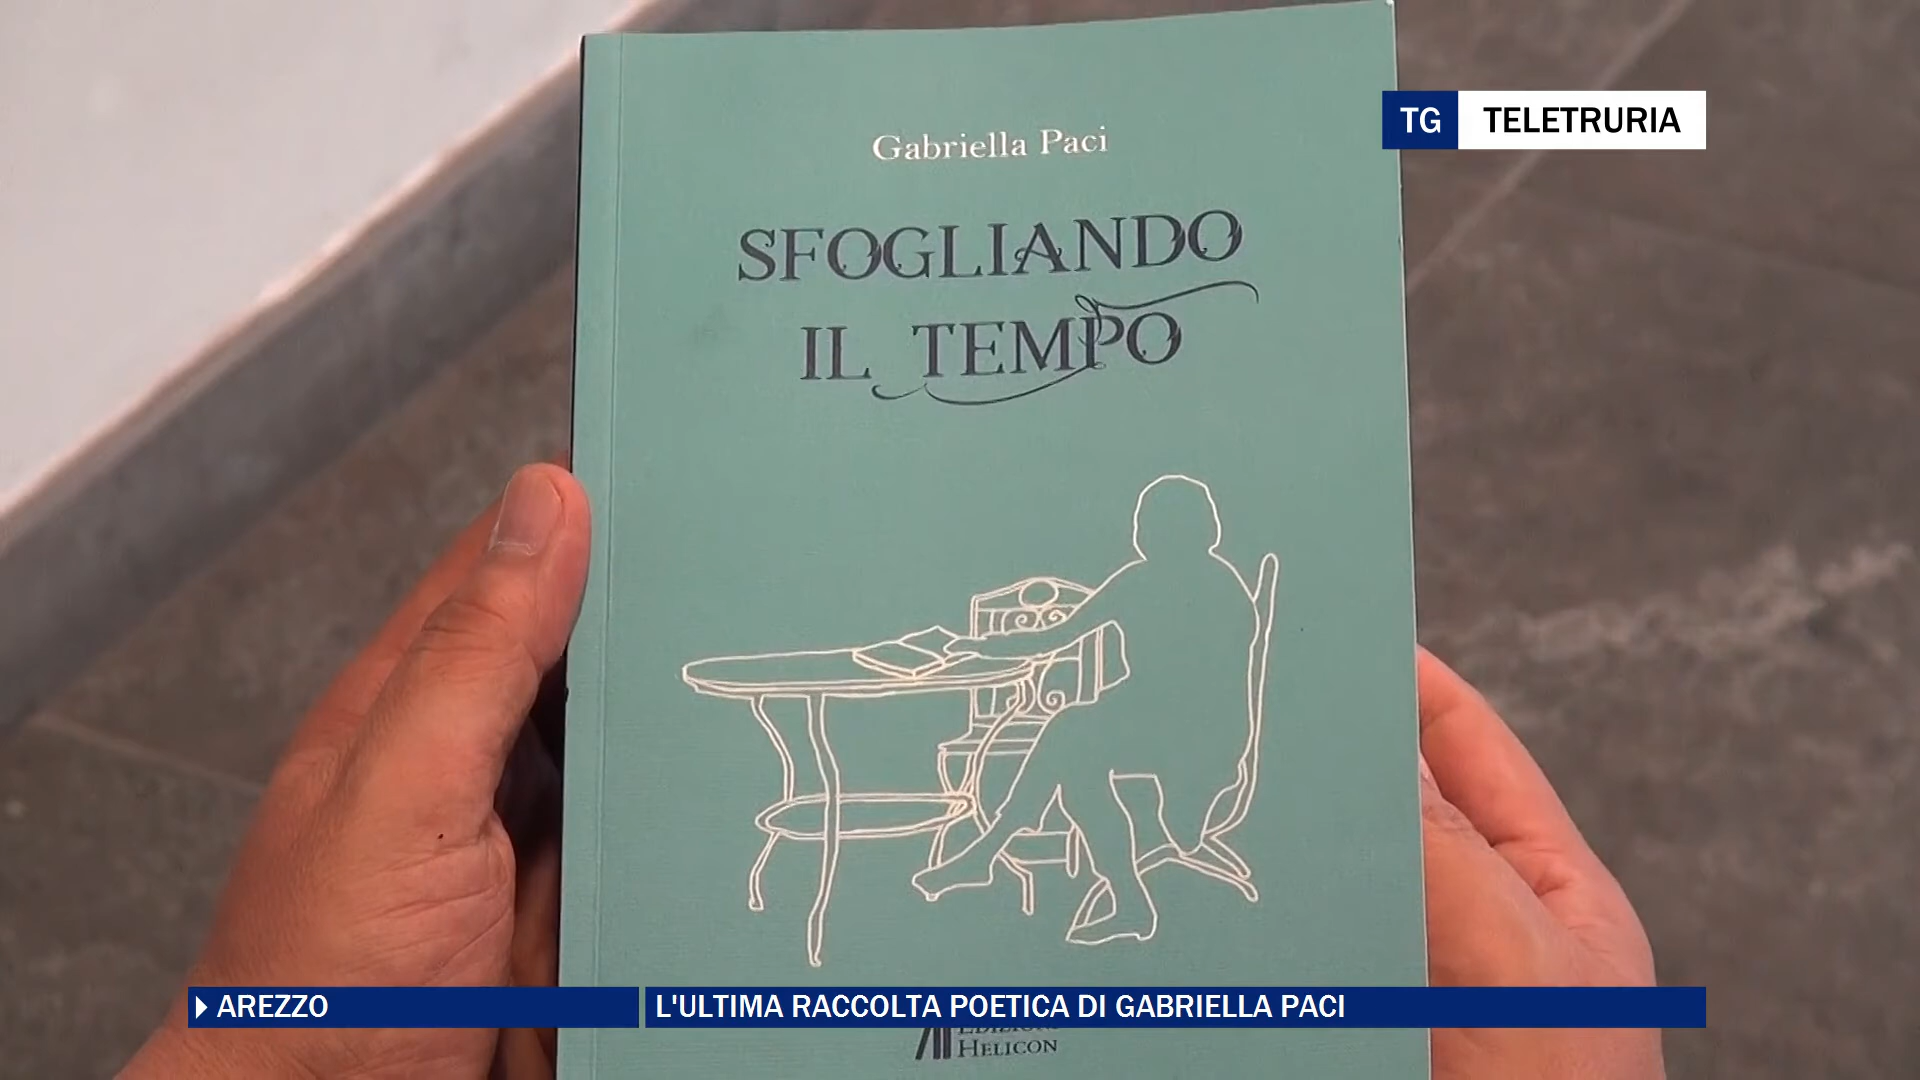 TG TELETRURIA
Gabriella Paci
SFOGLIANDO
IL TEMPO
AREZZO
L'ULTIMA RACCOLTA POETICA DI GABRIELLA PACI
HELICON